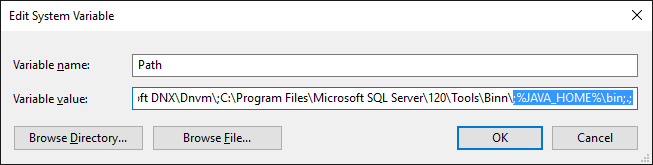 Edit System Variable
Variable name: Path
Variable value: oft DNX\Dnvm\;C:\Program Files\Microsoft SQL Server\120\Tools\Binn\;%JAVA_HOME%\bin;.;
Browse Directory... Browse File... OK Cancel